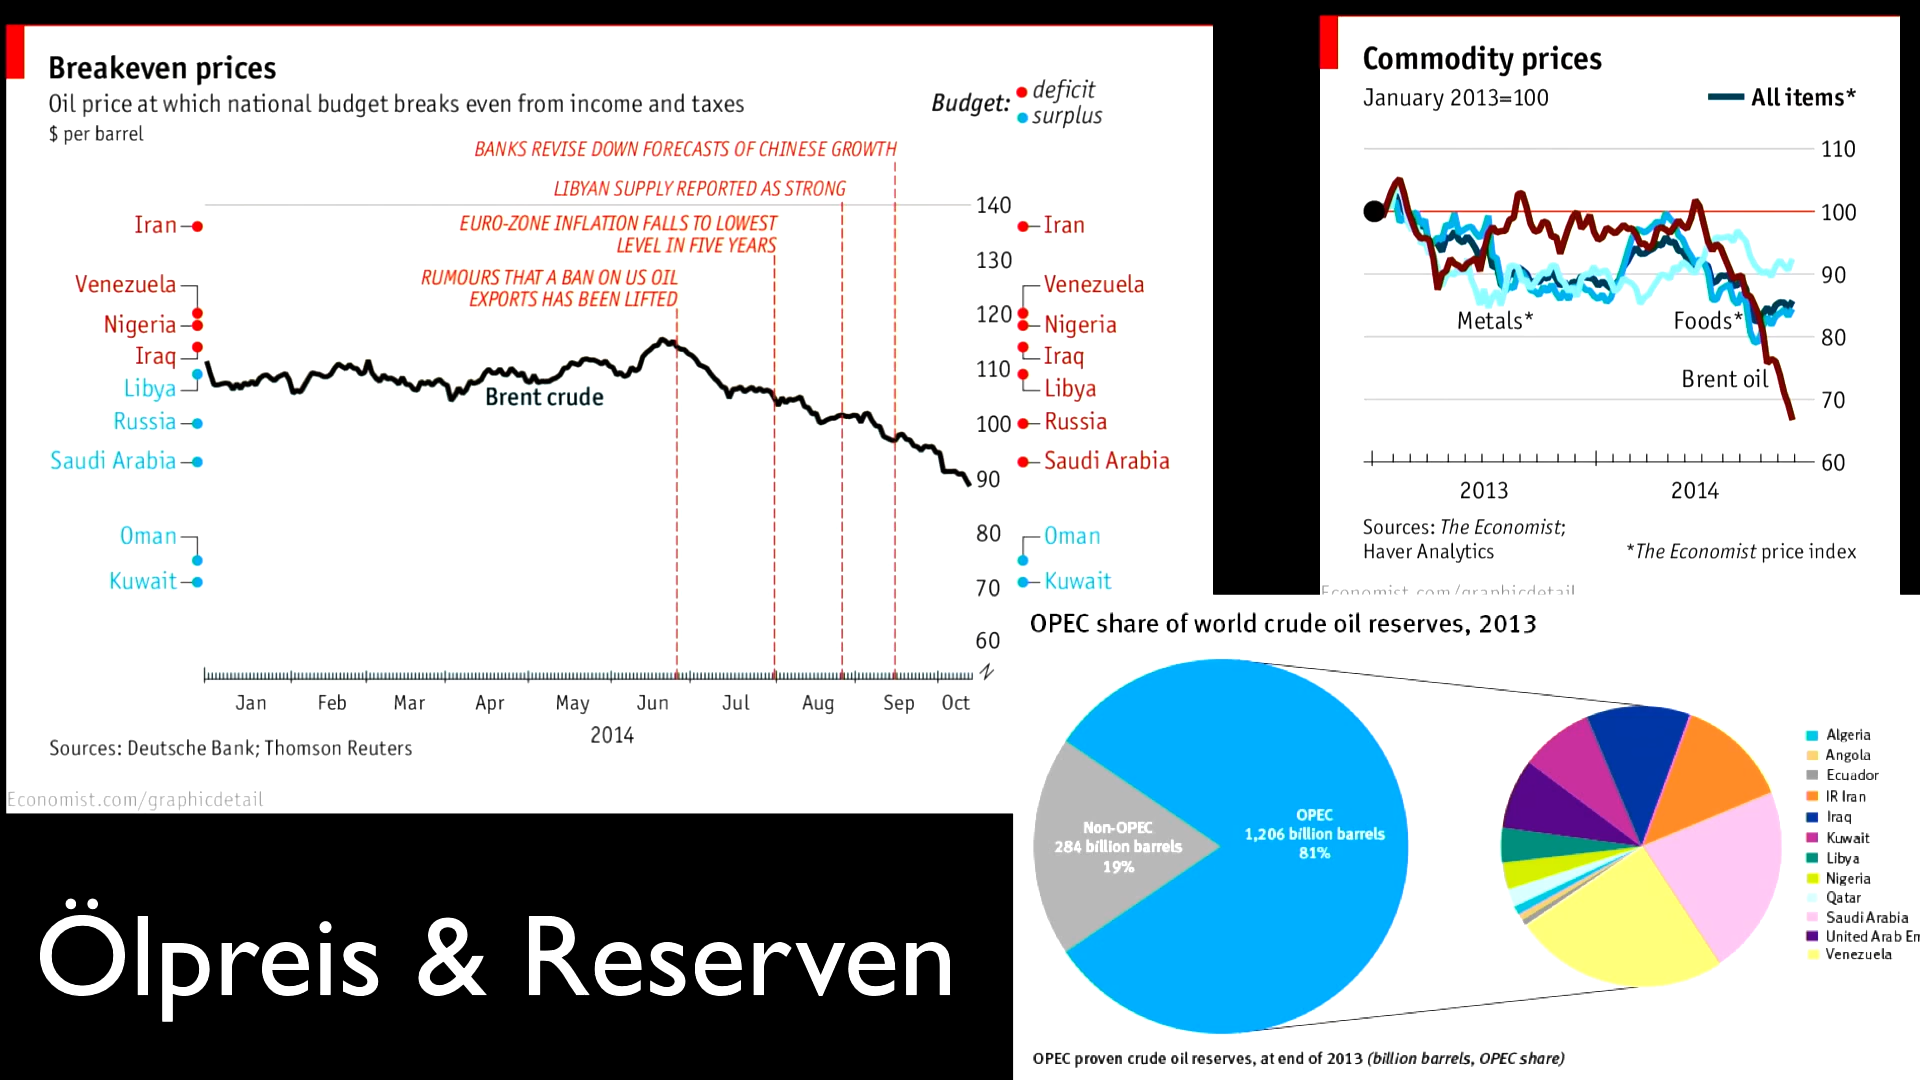 Breakeven prices
Oil price at which national budget breaks even from income and taxes
$ per barrel
Budget:
deficit
surplus
BANKS REVISE DOWN FORECASTS OF CHINESE GROWTH
LIBYAN SUPPLY REPORTED AS STRONG
EURO-ZONE INFLATION FALLS TO LOWEST
LEVEL IN FIVE YEARS
RUMOURS THAT A BAN ON US OIL
EXPORTS HAS BEEN LIFTED
Iran
Venezuela
Nigeria
Iraq
Libya
Russia
Saudi Arabia
Oman
Kuwait
Brent crude
140
130
120
110
100
90
80
70
60
Iran
Venezuela
Nigeria
Iraq
Libya
Russia
Saudi Arabia
Oman
Kuwait
Jan Feb Mar Apr May Jun Jul Aug Sep Oct
2014
Sources: Deutsche Bank; Thomson Reuters
Economist.com/graphicdetail
Commodity prices
January 2013=100
All items*
110
100
90
80
70
60
Metals*
Foods*
Brent oil
2013 2014
Sources: The Economist;
Haver Analytics
*The Economist price index
Economist.com/graphicdetail
OPEC share of world crude oil reserves, 2013
Non-OPEC
284 billion barrels
19%
OPEC
1,206 billion barrels
81%
Algeria
Angola
Ecuador
IR Iran
Iraq
Kuwait
Libya
Nigeria
Qatar
Saudi Arabia
United Arab Em
Venezuela
OPEC proven crude oil reserves, at end of 2013 (billion barrels, OPEC share)
Ölpreis & Reserven